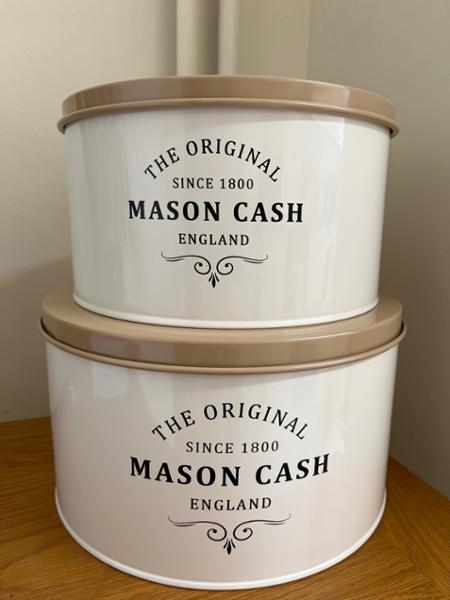 THE ORIGINAL
SINCE 1800
MASON CASH
ENGLAND
THE ORIGINAL
SINCE 1800
MASON CASH
ENGLAND